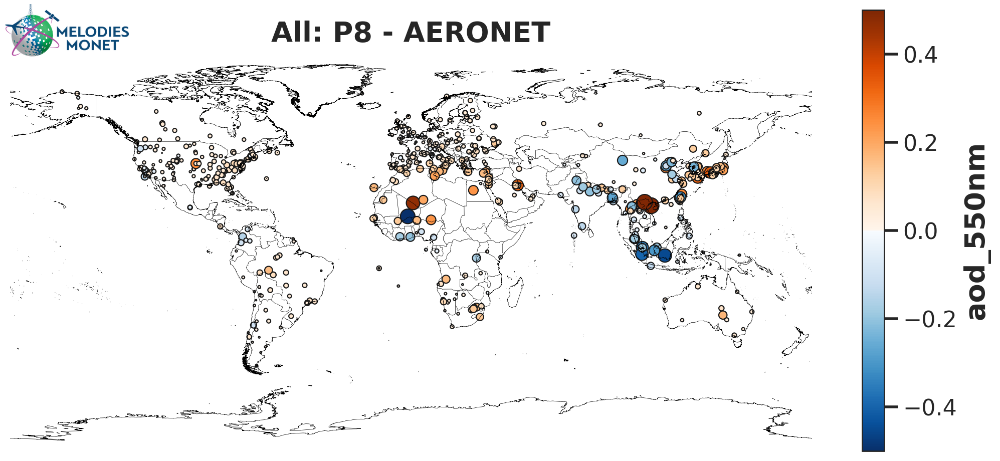 MELODIES
MONET
All: P8 - AERONET
0.4
0.2
0.0
−0.2
−0.4
aod_550nm